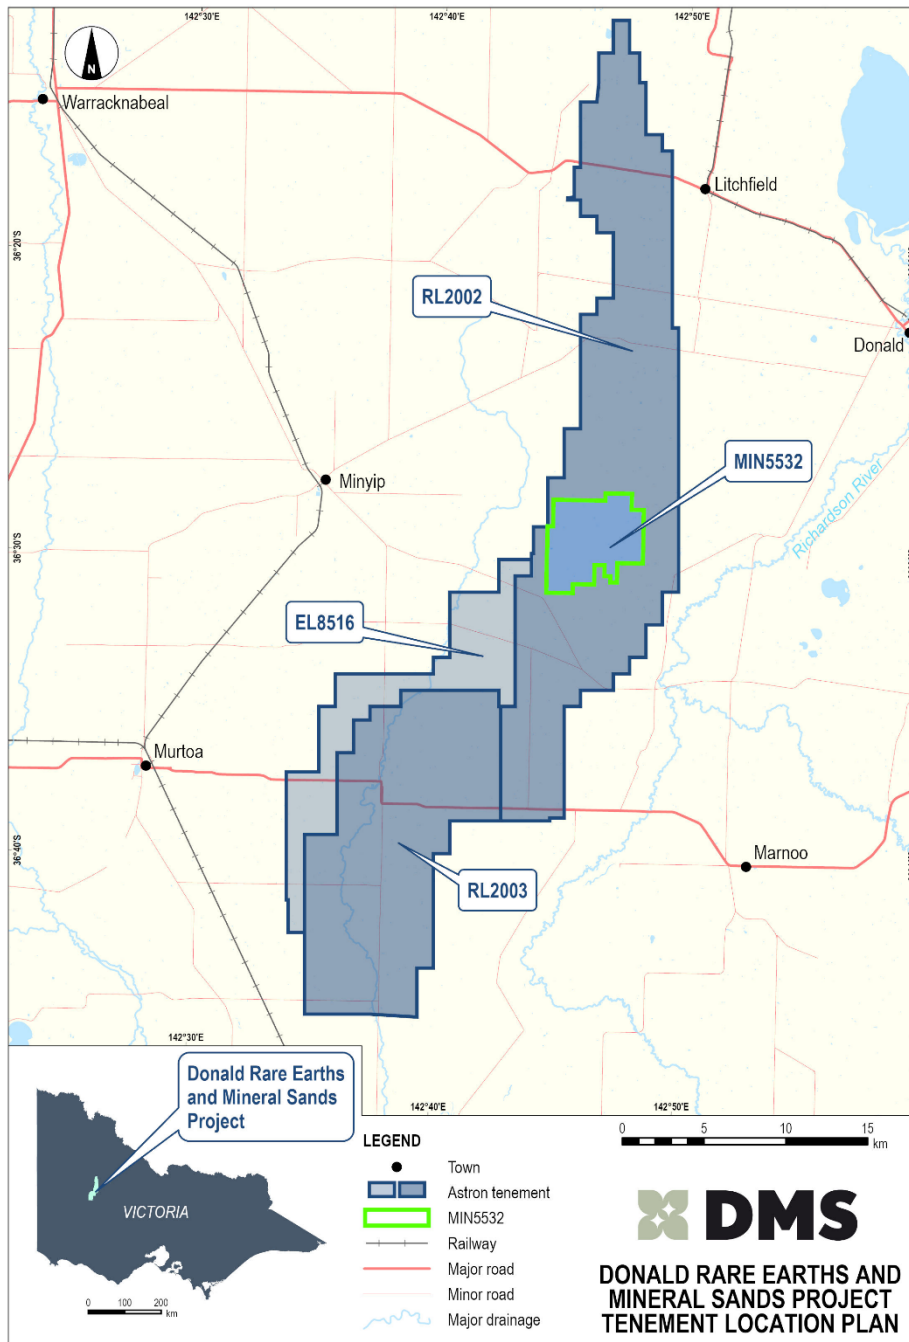 142°30'E
142°40'E
142°50'E
N
Warracknabeal
Litchfield
36°20'S
RL2002
Donald
MIN5532
Minyip
Richardson River
36°30'S
EL8516
Murtoa
36°40'S
Marnoo
RL2003
142°30'E
142°40'E
142°50'E
Donald Rare Earths
and Mineral Sands
Project
VICTORIA
0 100 200
km
LEGEND
Town
Astron tenement
MIN5532
Railway
Major road
Minor road
Major drainage
0 5 10 15
km
DMS
DONALD RARE EARTHS AND
MINERAL SANDS PROJECT
TENEMENT LOCATION PLAN